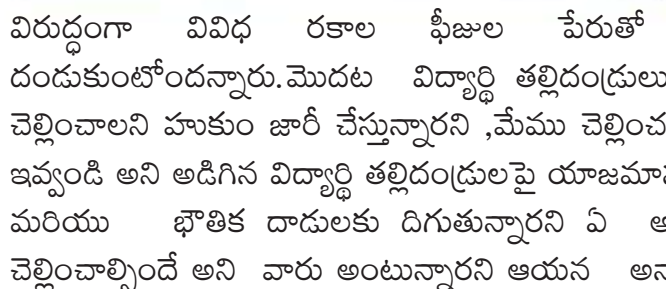 విరుద్ధంగా వివిధ రకాల ఫీజుల పేరుతో
దండుకుంటోందన్నారు.మొదట విద్యార్థి తల్లిదండ్రులు
చెల్లించాలని హుకుం జారీ చేస్తున్నారని ,మేము చెల్లించ
ఇవ్వండి అని అడిగిన విద్యార్థి తల్లిదండ్రులపై యాజమా
మరియు భౌతిక దాడులకు దిగుతున్నారని ఏ
చెల్లించాల్సిందే అని వారు అంటున్నారని ఆయన